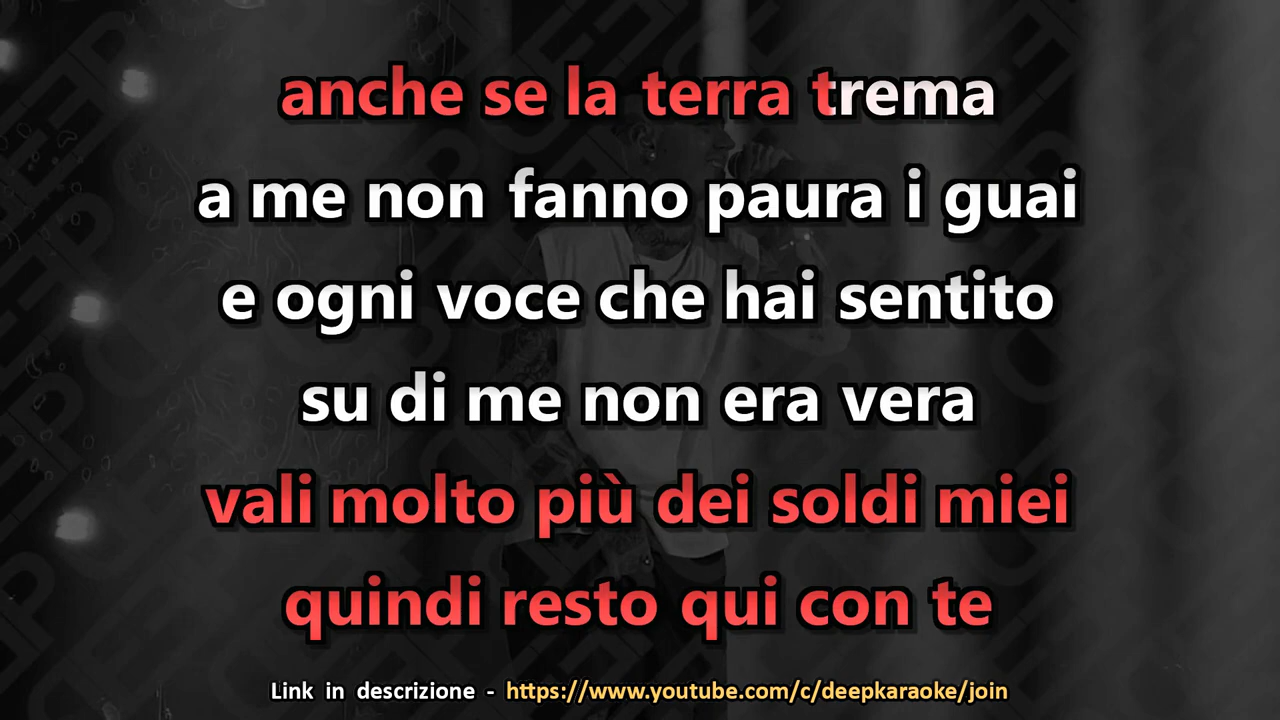 anche se la terra trema
a me non fanno paura i guai
e ogni voce che hai sentito
su di me non era vera
vali molto più dei soldi miei
quindi resto qui con te
Link in descrizione - https://www.youtube.com/c/deepkaraoke/join